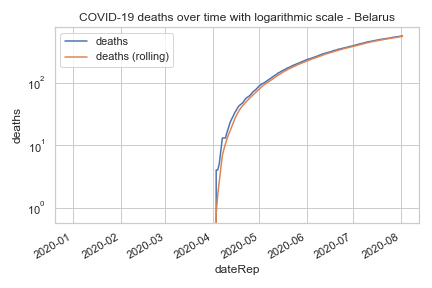 COVID-19 deaths over time with logarithmic scale - Belarus
deaths
deaths (rolling)
deaths
10²
10¹
10⁰
2020-01
2020-02
2020-03
2020-04
2020-05
2020-06
2020-07
2020-08
dateRep